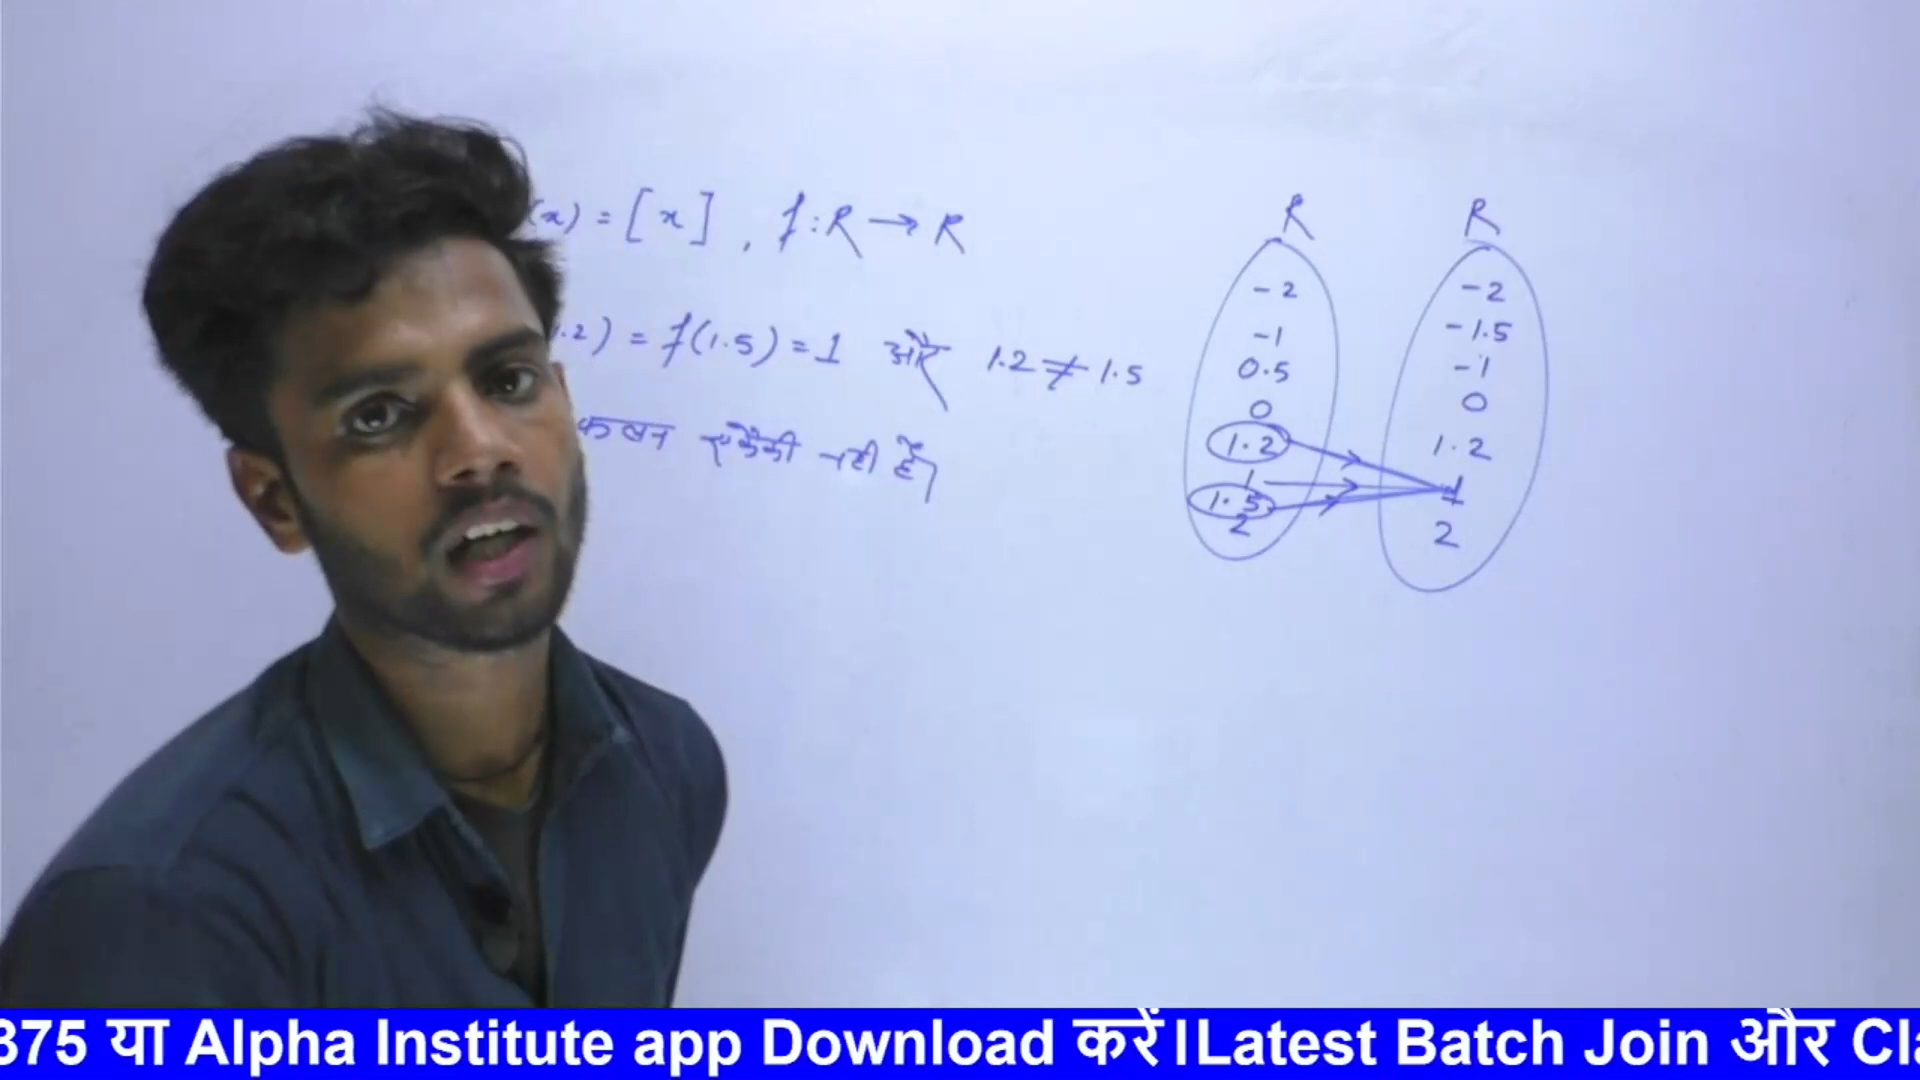 (x) = [x] , f : R → R
.2) = f(1.5) = 1 और 1.2 ≠ 1.5
फलन एकैकी नही है।
R R
-2 -2
-1 -1.5
0.5 -1
0 0
1.2 1.2
1 1
1.5 2
2
375 या Alpha Institute app Download करें।Latest Batch Join और Cla